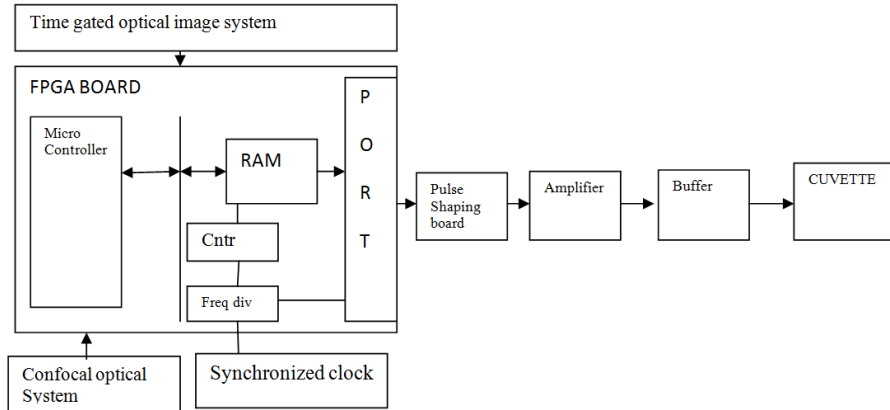 Time gated optical image system
FPGA BOARD
Micro
Controller
RAM
Cntr
Freq div
P
O
R
T
Pulse
Shaping
board
Amplifier
Buffer
CUVETTE
Confocal optical
System
Synchronized clock